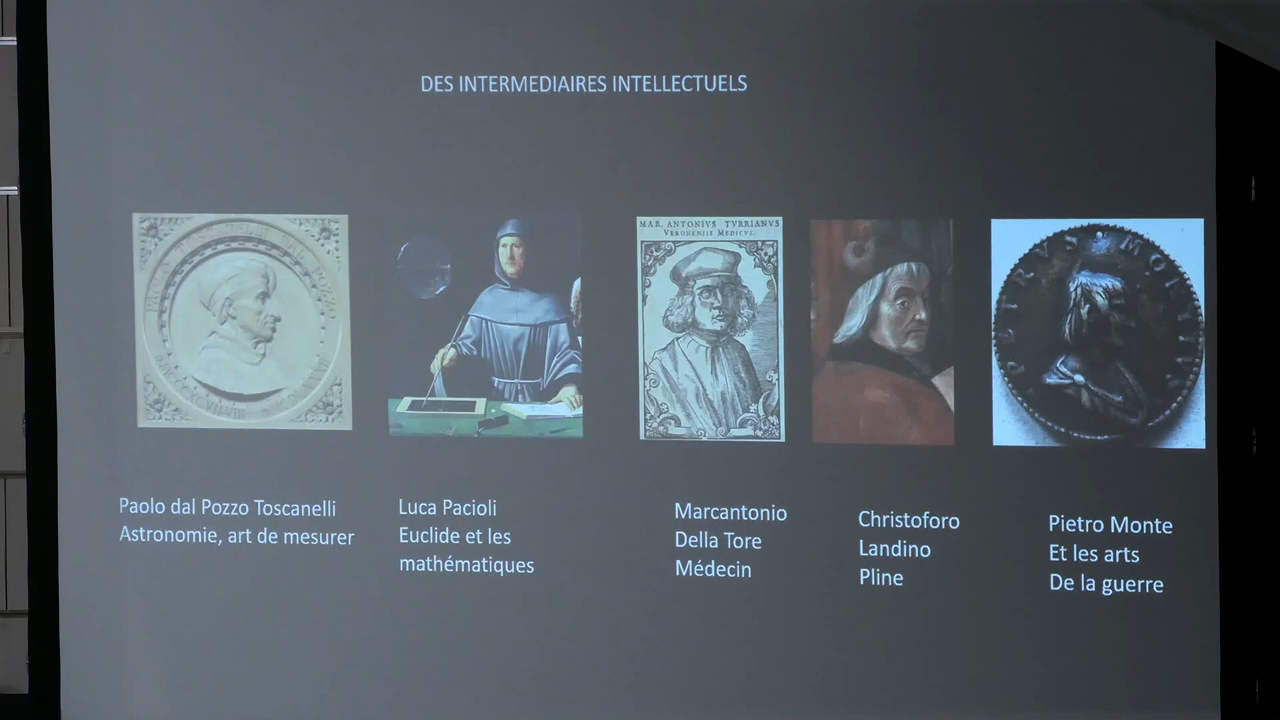 DES INTERMEDIAIRES INTELLECTUELS
MAR. ANTONIVS TVRRIANVS
VERONENSIS MEDICVS.
Paolo dal Pozzo Toscanelli
Astronomie, art de mesurer
Luca Pacioli
Euclide et les
mathématiques
Marcantonio
Della Tore
Médecin
Christoforo
Landino
Pline
Pietro Monte
Et les arts
De la guerre